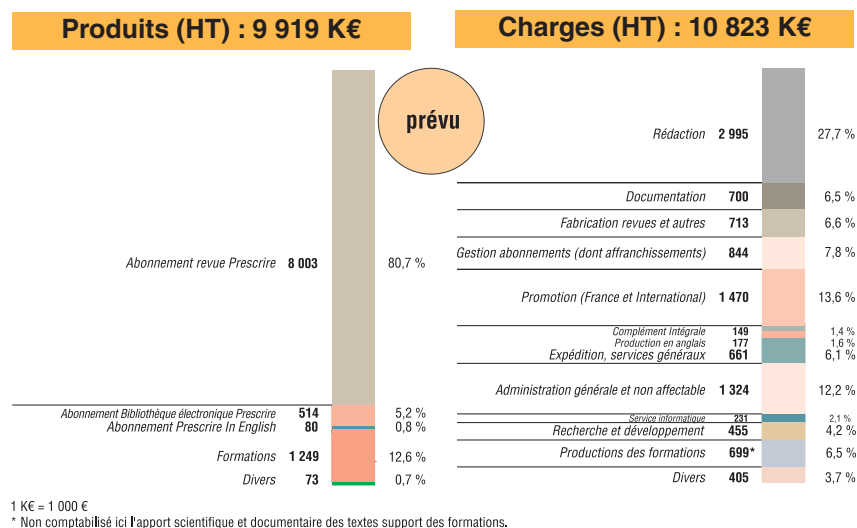 Produits (HT) : 9 919 K€
Charges (HT) : 10 823 K€
prévu
Abonnement revue Prescrire 8 003 80,7 %
Abonnement Bibliothèque électronique Prescrire 514 5,2 %
Abonnement Prescrire In English 80 0,8 %
Formations 1 249 12,6 %
Divers 73 0,7 %
Rédaction 2 995 27,7 %
Documentation 700 6,5 %
Fabrication revues et autres 713 6,6 %
Gestion abonnements (dont affranchissements) 844 7,8 %
Promotion (France et International) 1 470 13,6 %
Complément Intégrale 149 1,4 %
Production en anglais 177 1,6 %
Expédition, services généraux 661 6,1 %
Administration générale et non affectable 1 324 12,2 %
Service informatique 231 2,1 %
Recherche et développement 455 4,2 %
Productions des formations 699* 6,5 %
Divers 405 3,7 %
1 K€ = 1 000 €
* Non comptabilisé ici l'apport scientifique et documentaire des textes support des formations.